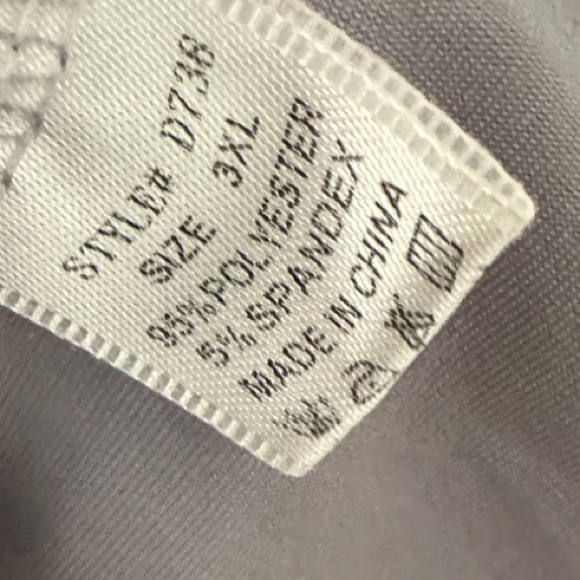 STYLE# D738
SIZE 3XL
95%POLYESTER
5%SPANDEX
MADE IN CHINA